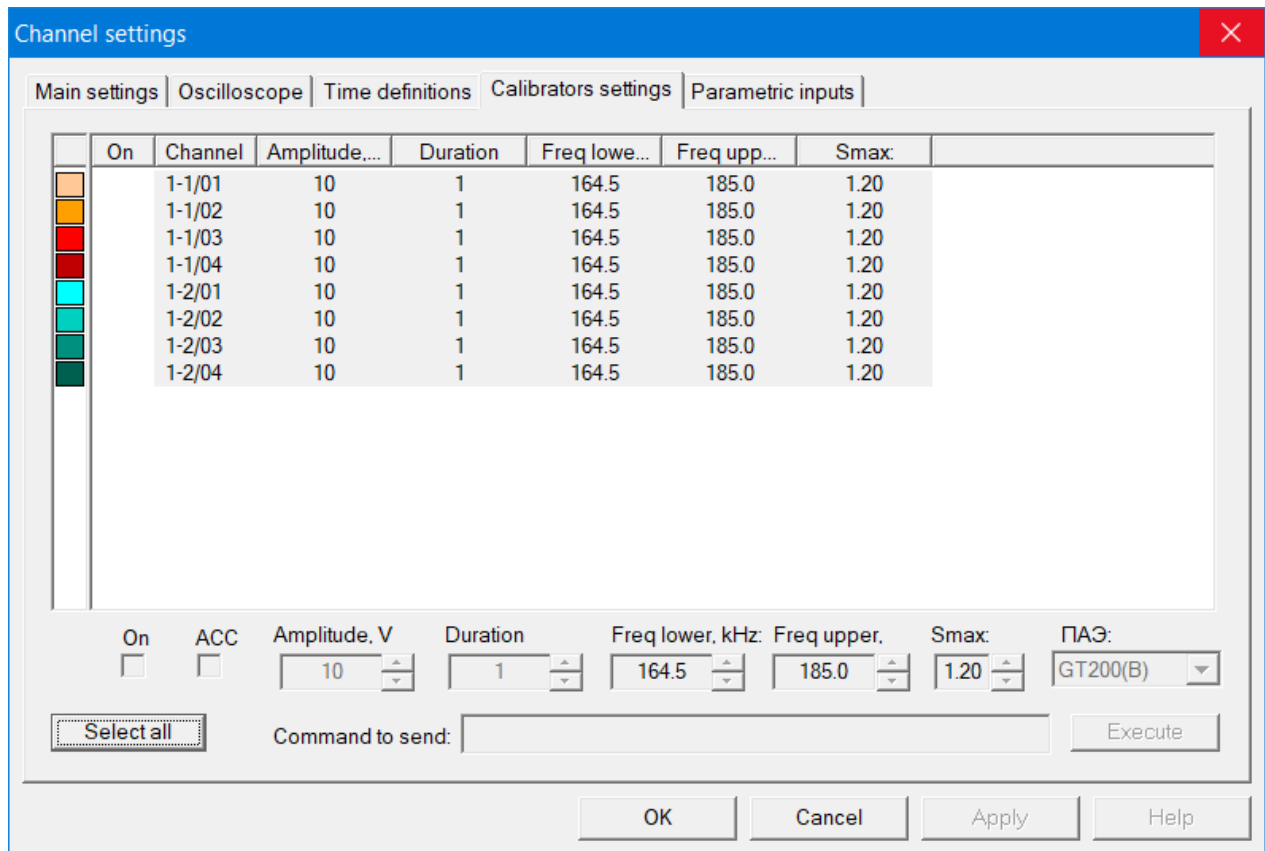 Channel settings
Main settings Oscilloscope Time definitions Calibrators settings Parametric inputs
On Channel Amplitude,... Duration Freq lowe... Freq upp... Smax:
1-1/01 10 1 164.5 185.0 1.20
1-1/02 10 1 164.5 185.0 1.20
1-1/03 10 1 164.5 185.0 1.20
1-1/04 10 1 164.5 185.0 1.20
1-2/01 10 1 164.5 185.0 1.20
1-2/02 10 1 164.5 185.0 1.20
1-2/03 10 1 164.5 185.0 1.20
1-2/04 10 1 164.5 185.0 1.20
On ACC Amplitude, V Duration Freq lower, kHz: Freq upper, Smax: ПАЭ:
10 1 164.5 185.0 1.20 GT200(B)
Select all Command to send: Execute
OK Cancel Apply Help